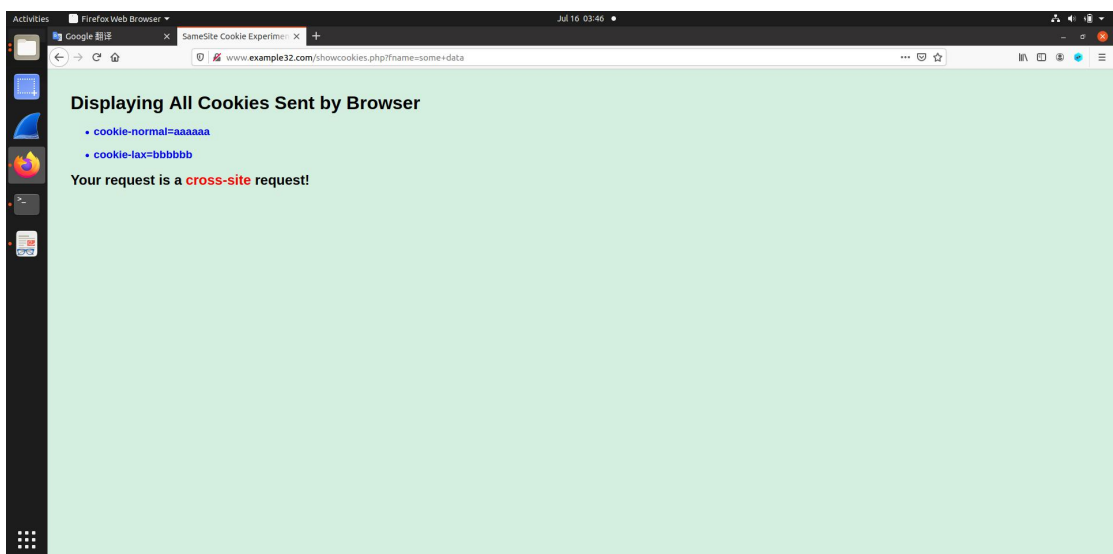 Activities Firefox Web Browser Jul 16 03:46
Google 翻译 SameSite Cookie Experimen
www.example32.com/showcookies.php?fname=some+data
Displaying All Cookies Sent by Browser
• cookie-normal=aaaaaa
• cookie-lax=bbbbbb
Your request is a cross-site request!